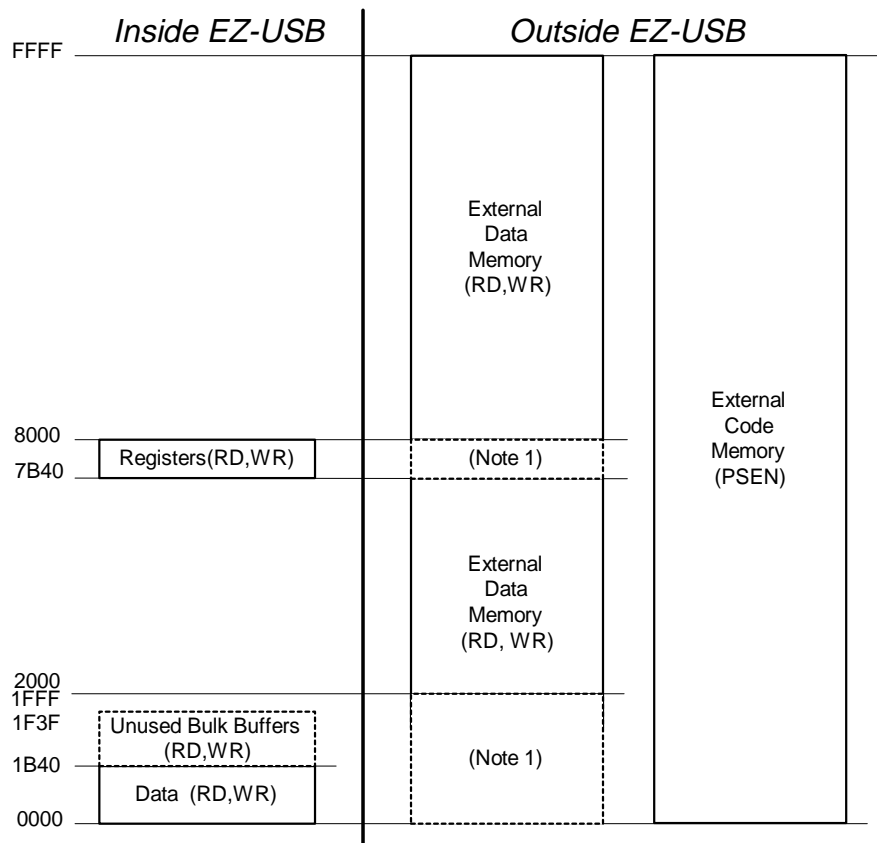 Inside EZ-USB
Outside EZ-USB
FFFF
External
Data
Memory
(RD,WR)
External
Code
Memory
(PSEN)
8000
Registers(RD,WR)
(Note 1)
7B40
External
Data
Memory
(RD, WR)
2000
1FFF
1F3F
Unused Bulk Buffers
(RD,WR)
(Note 1)
1B40
Data (RD,WR)
0000